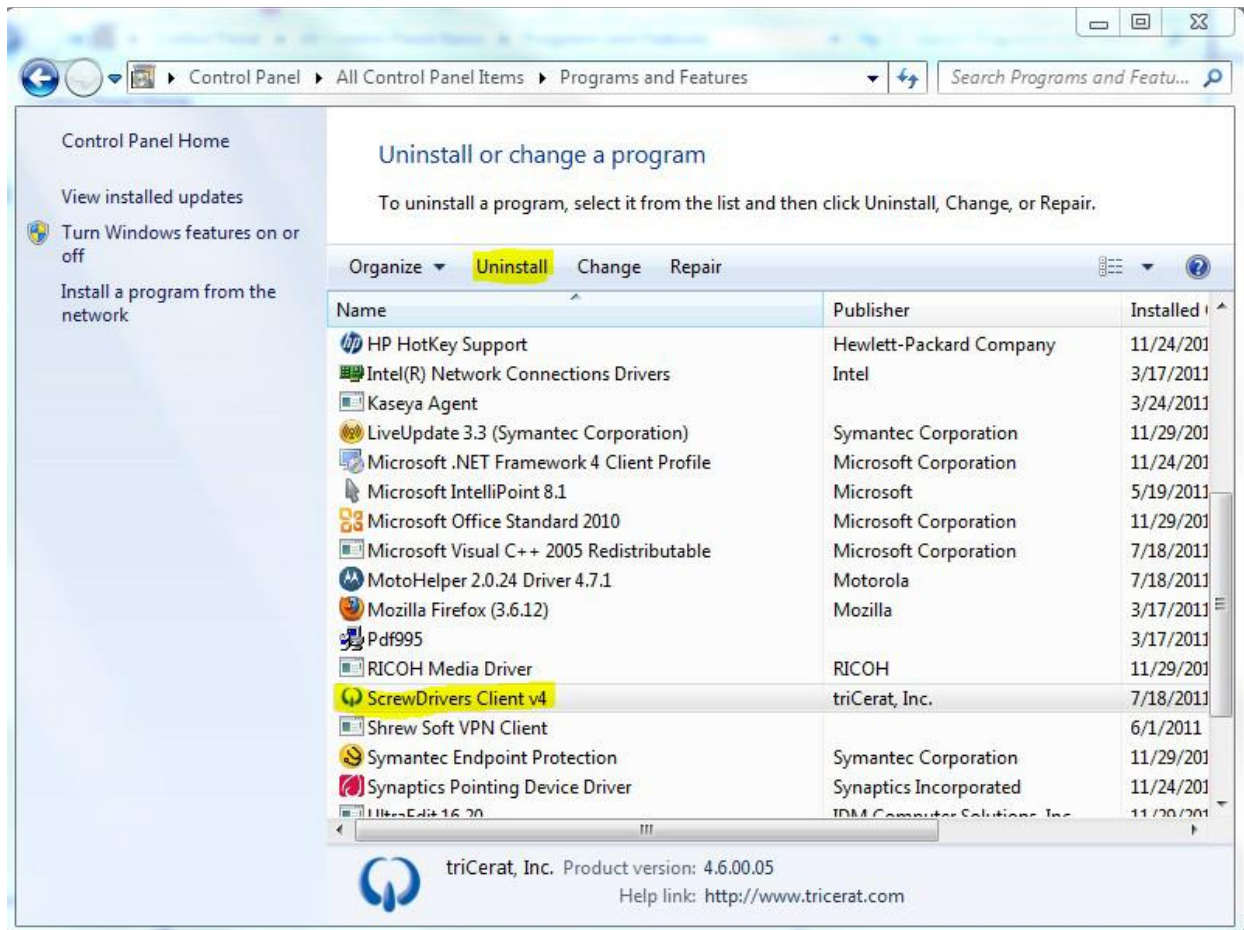 Control Panel ▸ All Control Panel Items ▸ Programs and Features
Search Programs and Featu...
Control Panel Home
View installed updates
Turn Windows features on or
off
Install a program from the
network
Uninstall or change a program
To uninstall a program, select it from the list and then click Uninstall, Change, or Repair.
Organize Uninstall Change Repair
Name Publisher Installed
HP HotKey Support Hewlett-Packard Company 11/24/201
Intel(R) Network Connections Drivers Intel 3/17/2011
Kaseya Agent 3/24/2011
LiveUpdate 3.3 (Symantec Corporation) Symantec Corporation 11/29/201
Microsoft .NET Framework 4 Client Profile Microsoft Corporation 11/24/201
Microsoft IntelliPoint 8.1 Microsoft 5/19/2011
Microsoft Office Standard 2010 Microsoft Corporation 11/29/201
Microsoft Visual C++ 2005 Redistributable Microsoft Corporation 7/18/2011
MotoHelper 2.0.24 Driver 4.7.1 Motorola 7/18/2011
Mozilla Firefox (3.6.12) Mozilla 3/17/2011
Pdf995 3/17/2011
RICOH Media Driver RICOH 11/29/201
ScrewDrivers Client v4 triCerat, Inc. 7/18/2011
Shrew Soft VPN Client 6/1/2011
Symantec Endpoint Protection Symantec Corporation 11/29/201
Synaptics Pointing Device Driver Synaptics Incorporated 11/24/201
UltraEdit 16.20 IDM Computer Solutions, Inc. 11/29/201
triCerat, Inc. Product version: 4.6.00.05
Help link: http://www.tricerat.com